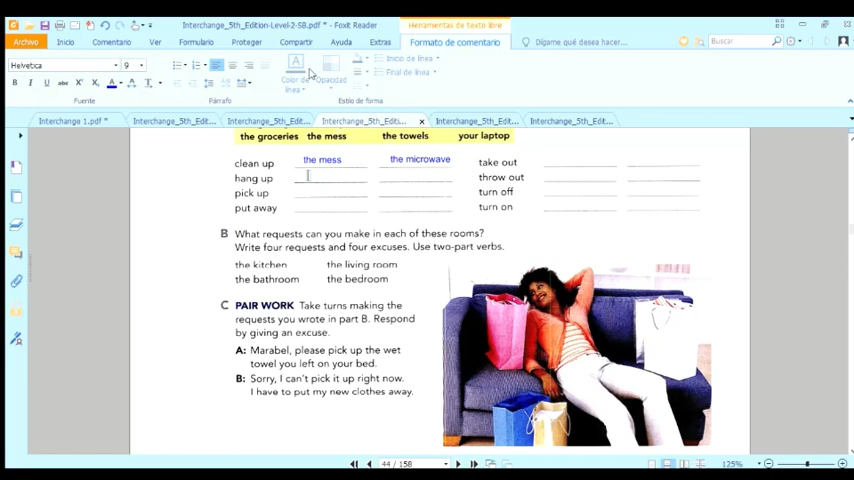 Interchange_5th_Edition-Level-2-SB.pdf * - Foxit Reader
Herramientas de texto libre
Archivo Inicio Comentario Ver Formulario Proteger Compartir Ayuda Extras Formato de comentario Dígame qué desea hacer... Buscar
Helvetica 9
Color de línea Opacidad
Inicio de línea
Final de línea
Fuente Párrafo Estilo de forma
Interchange 1.pdf * Interchange_5th_Edit... Interchange_5th_Editi... Interchange_5th_Editi... Interchange_5th_Edit... Interchange_5th_Edit...
the groceries the mess the towels your laptop
clean up the mess the microwave take out
hang up throw out
pick up turn off
put away turn on
B What requests can you make in each of these rooms?
Write four requests and four excuses. Use two-part verbs.
the kitchen the living room
the bathroom the bedroom
C PAIR WORK Take turns making the
requests you wrote in part B. Respond
by giving an excuse.
A: Marabel, please pick up the wet
towel you left on your bed.
B: Sorry, I can't pick it up right now.
I have to put my new clothes away.
44 / 158 125%